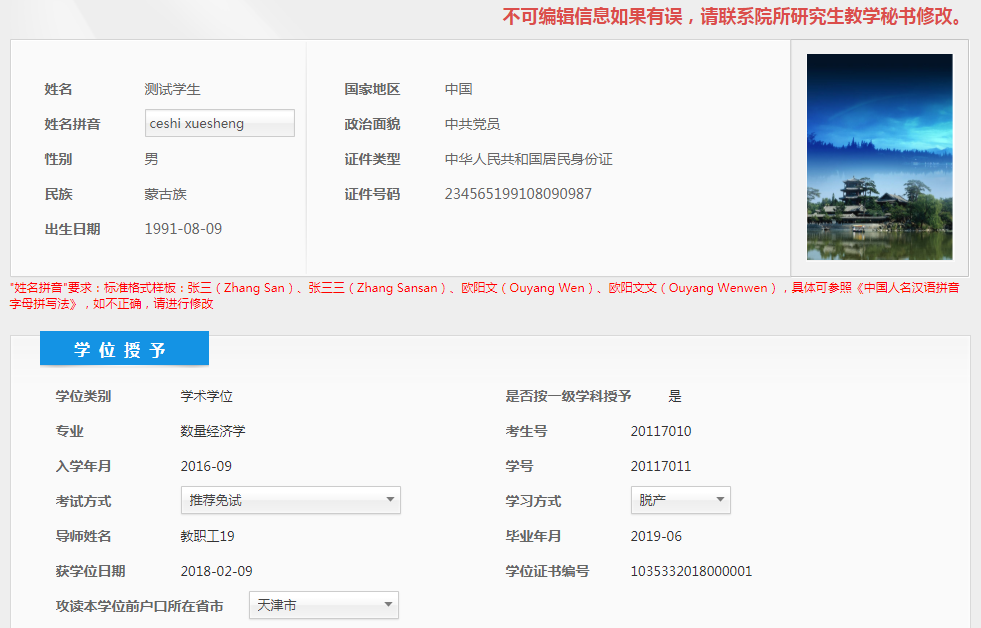 不可编辑信息如果有误，请联系院所研究生教学秘书修改。
姓名 测试学生 国家地区 中国
姓名拼音 ceshi xuesheng 政治面貌 中共党员
性别 男 证件类型 中华人民共和国居民身份证
民族 蒙古族 证件号码 234565199108090987
出生日期 1991-08-09
"姓名拼音"要求：标准格式样板：张三（Zhang San）、张三三（Zhang Sansan）、欧阳文（Ouyang Wen）、欧阳文文（Ouyang Wenwen），具体可参照《中国人名汉语拼音
字母拼写法》，如不正确，请进行修改
学位授予
学位类别 学术学位 是否按一级学科授予 是
专业 数量经济学 考生号 20117010
入学年月 2016-09 学号 20117011
考试方式 推荐免试 学习方式 脱产
导师姓名 教职工19 毕业年月 2019-06
获学位日期 2018-02-09 学位证书编号 1035332018000001
攻读本学位前户口所在省市 天津市